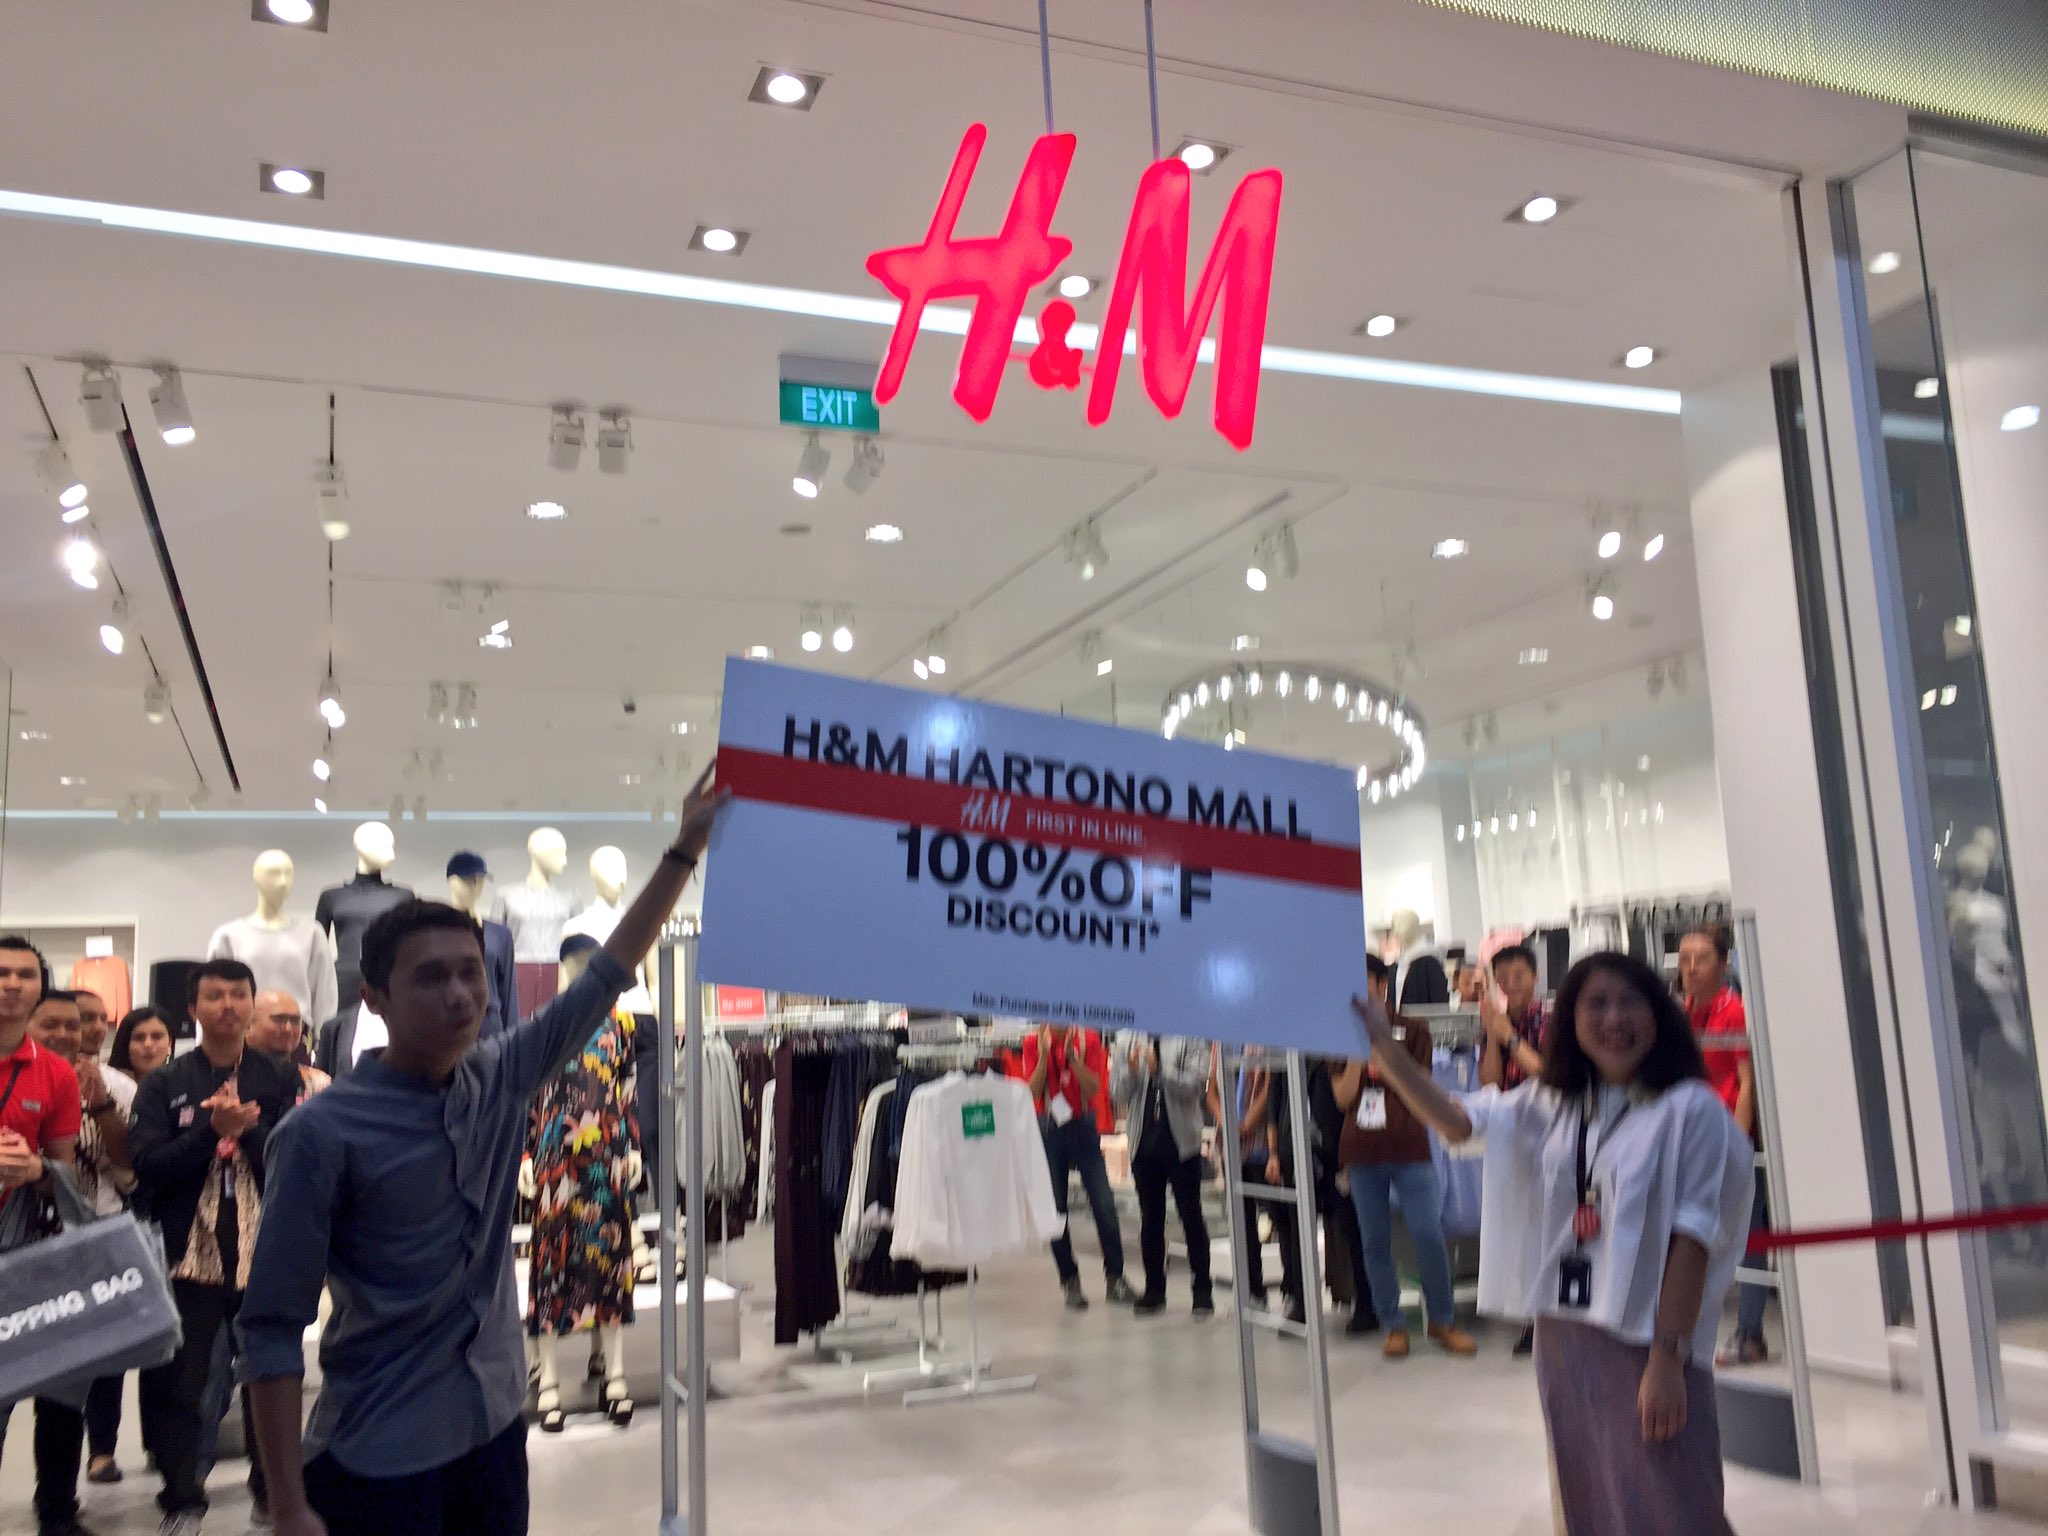 H&M
EXIT
H&M HARTONO MALL
H&M FIRST IN LINE.
100%OFF
DISCOUNT!*
Max. Purchase of Rp 1.000.000
OPPING BAG